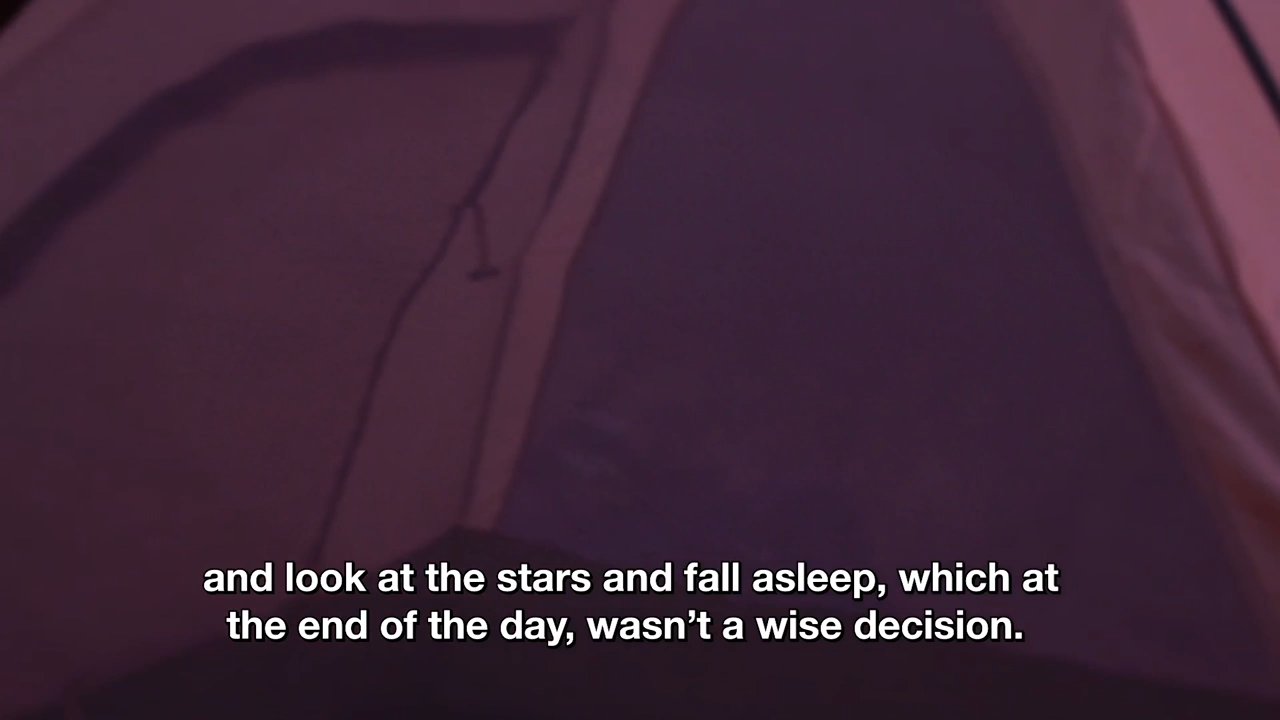 and look at the stars and fall asleep, which at
the end of the day, wasn’t a wise decision.